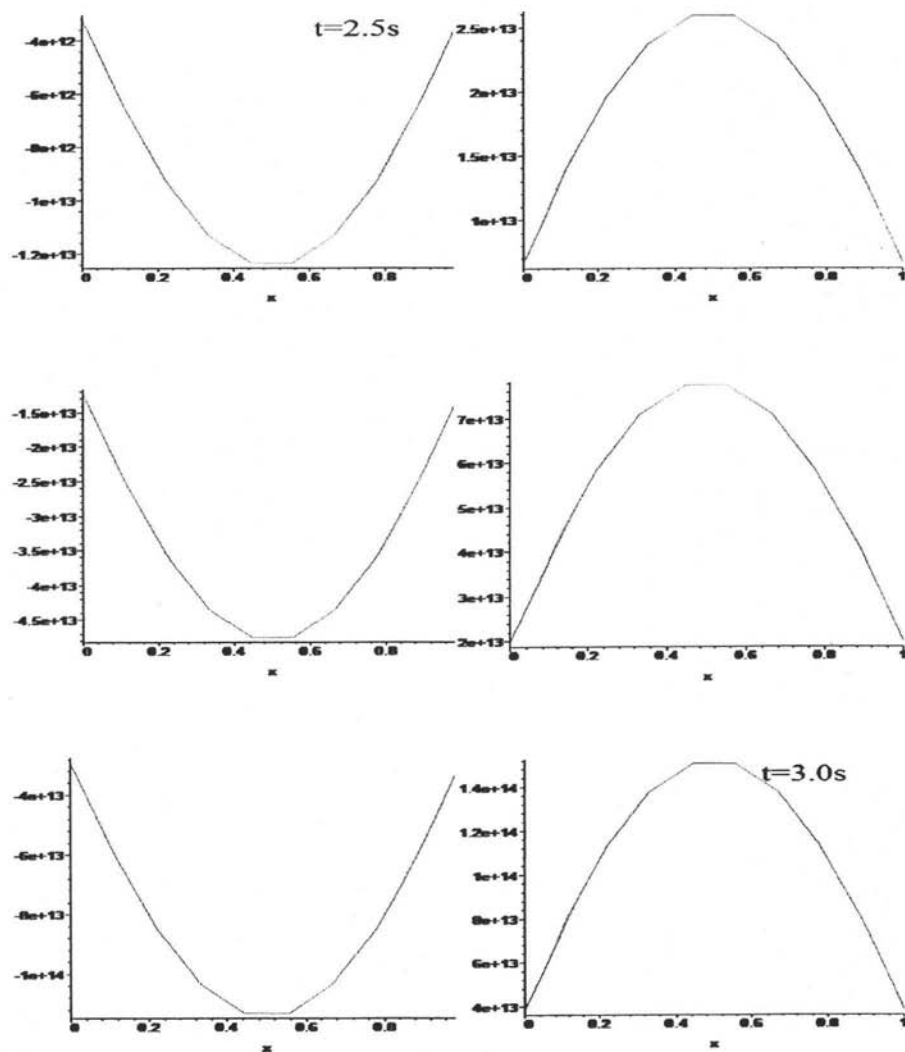 t=2.5s
-4e+12
-6e+12
-8e+12
-1e+13
-1.2e+13
0 0.2 0.4 0.6 0.8
x
2.5e+13
2e+13
1.5e+13
1e+13
0 0.2 0.4 0.6 0.8 1
x
-1.5e+13
-2e+13
-2.5e+13
-3e+13
-3.5e+13
-4e+13
-4.5e+13
0 0.2 0.4 0.6 0.8
x
7e+13
6e+13
5e+13
4e+13
3e+13
2e+13
0 0.2 0.4 0.6 0.8 1
x
-4e+13
-6e+13
-8e+13
-1e+14
0 0.2 0.4 0.6 0.8
x
t=3.0s
1.4e+14
1.2e+14
1e+14
8e+13
6e+13
4e+13
0 0.2 0.4 0.6 0.8 1
x